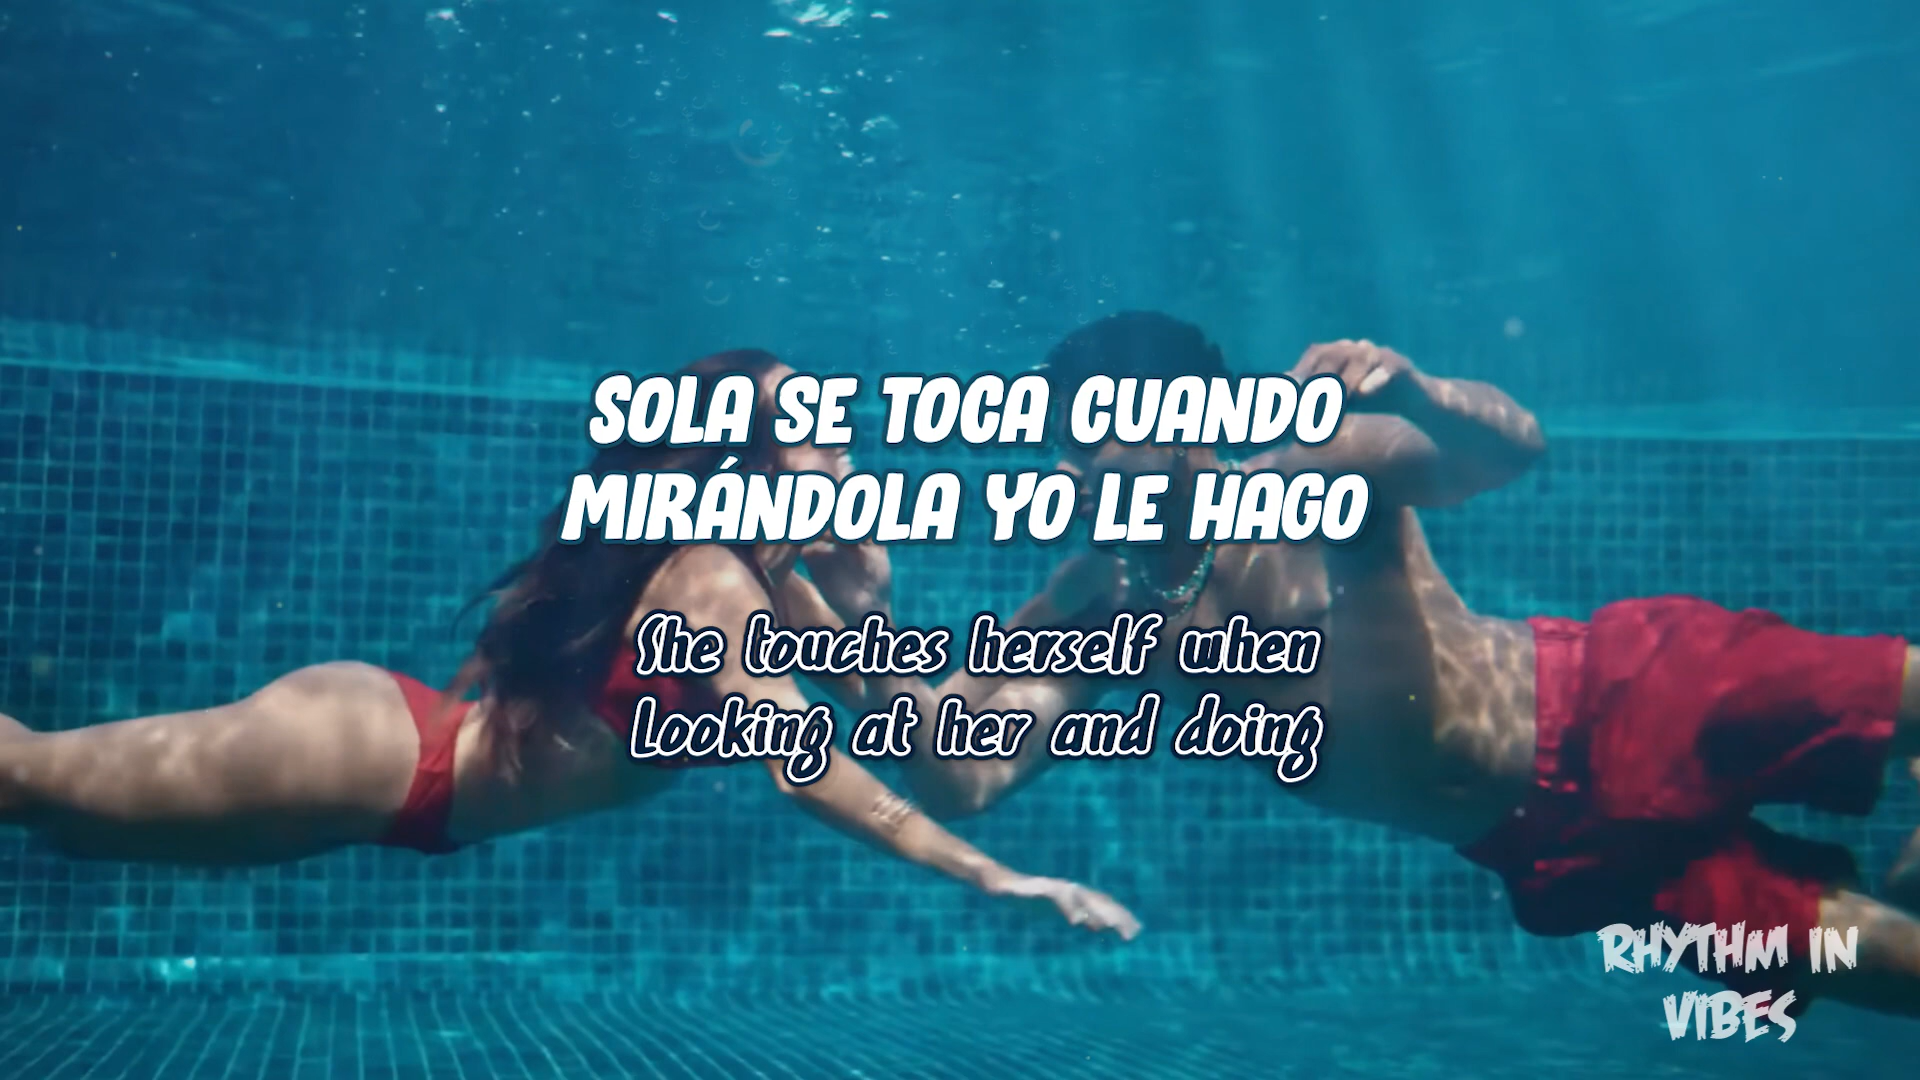 SOLA SE TOCA CUANDO
MIRÁNDOLA YO LE HAGO
She touches herself when
Looking at her and doing
RHYTHM IN
VIBES